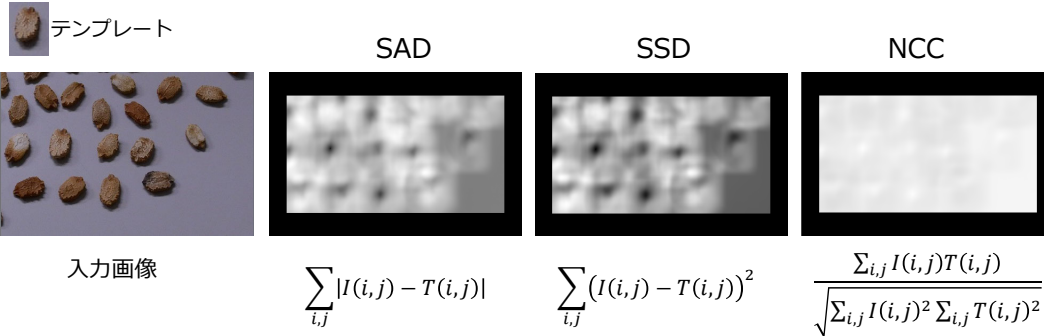 テンプレート
SAD
SSD
NCC
入力画像
∑_{i,j} |I(i,j) − T(i,j)|
∑_{i,j} (I(i,j) − T(i,j))²
∑_{i,j} I(i,j)T(i,j)
√(∑_{i,j} I(i,j)² ∑_{i,j} T(i,j)²)